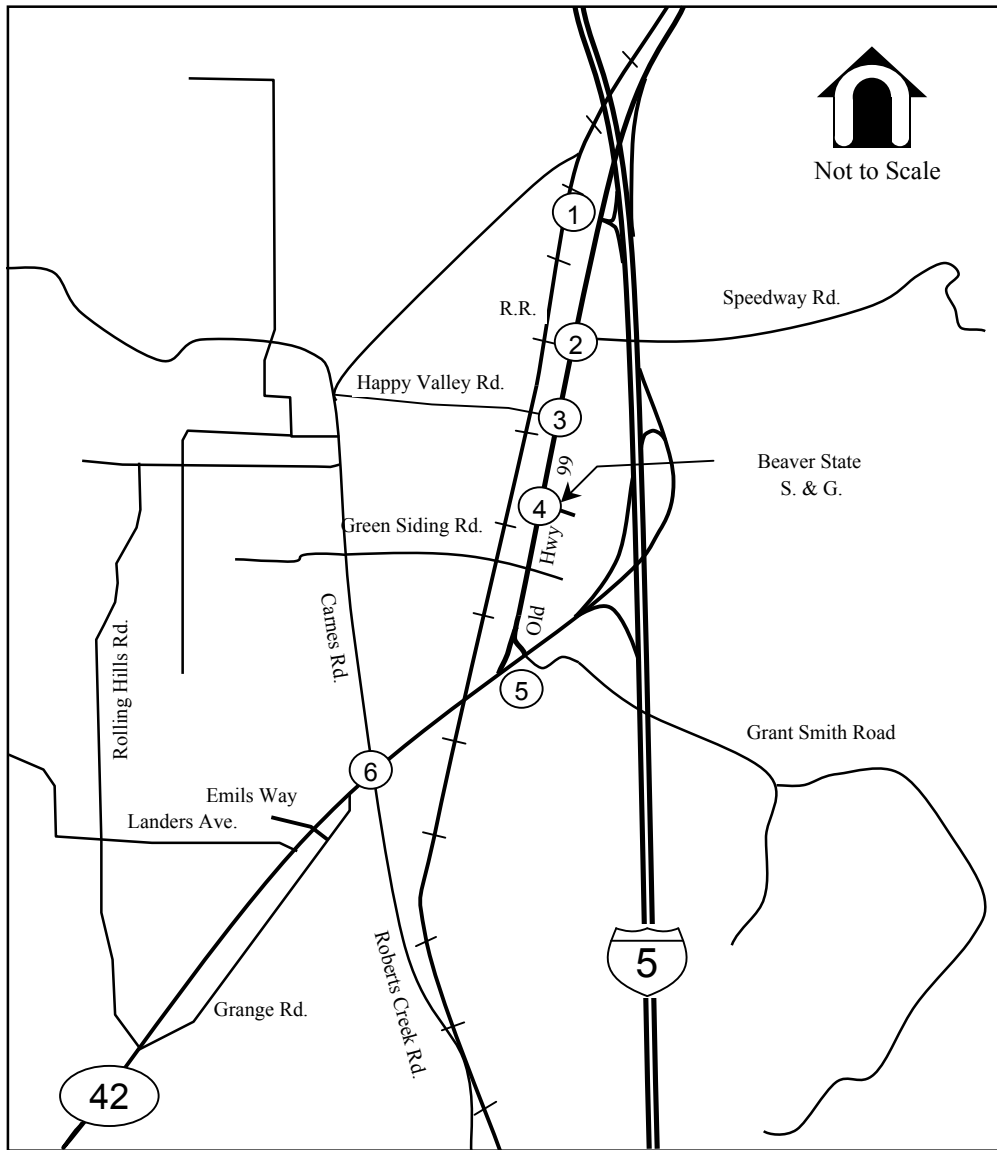 Not to Scale
1
R.R.
Speedway Rd.
2
Happy Valley Rd.
3
Old Hwy 99
Beaver State
S. & G.
4
Green Siding Rd.
Carnes Rd.
Rolling Hills Rd.
5
Grant Smith Road
6
Emils Way
Landers Ave.
Roberts Creek Rd.
5
Grange Rd.
42